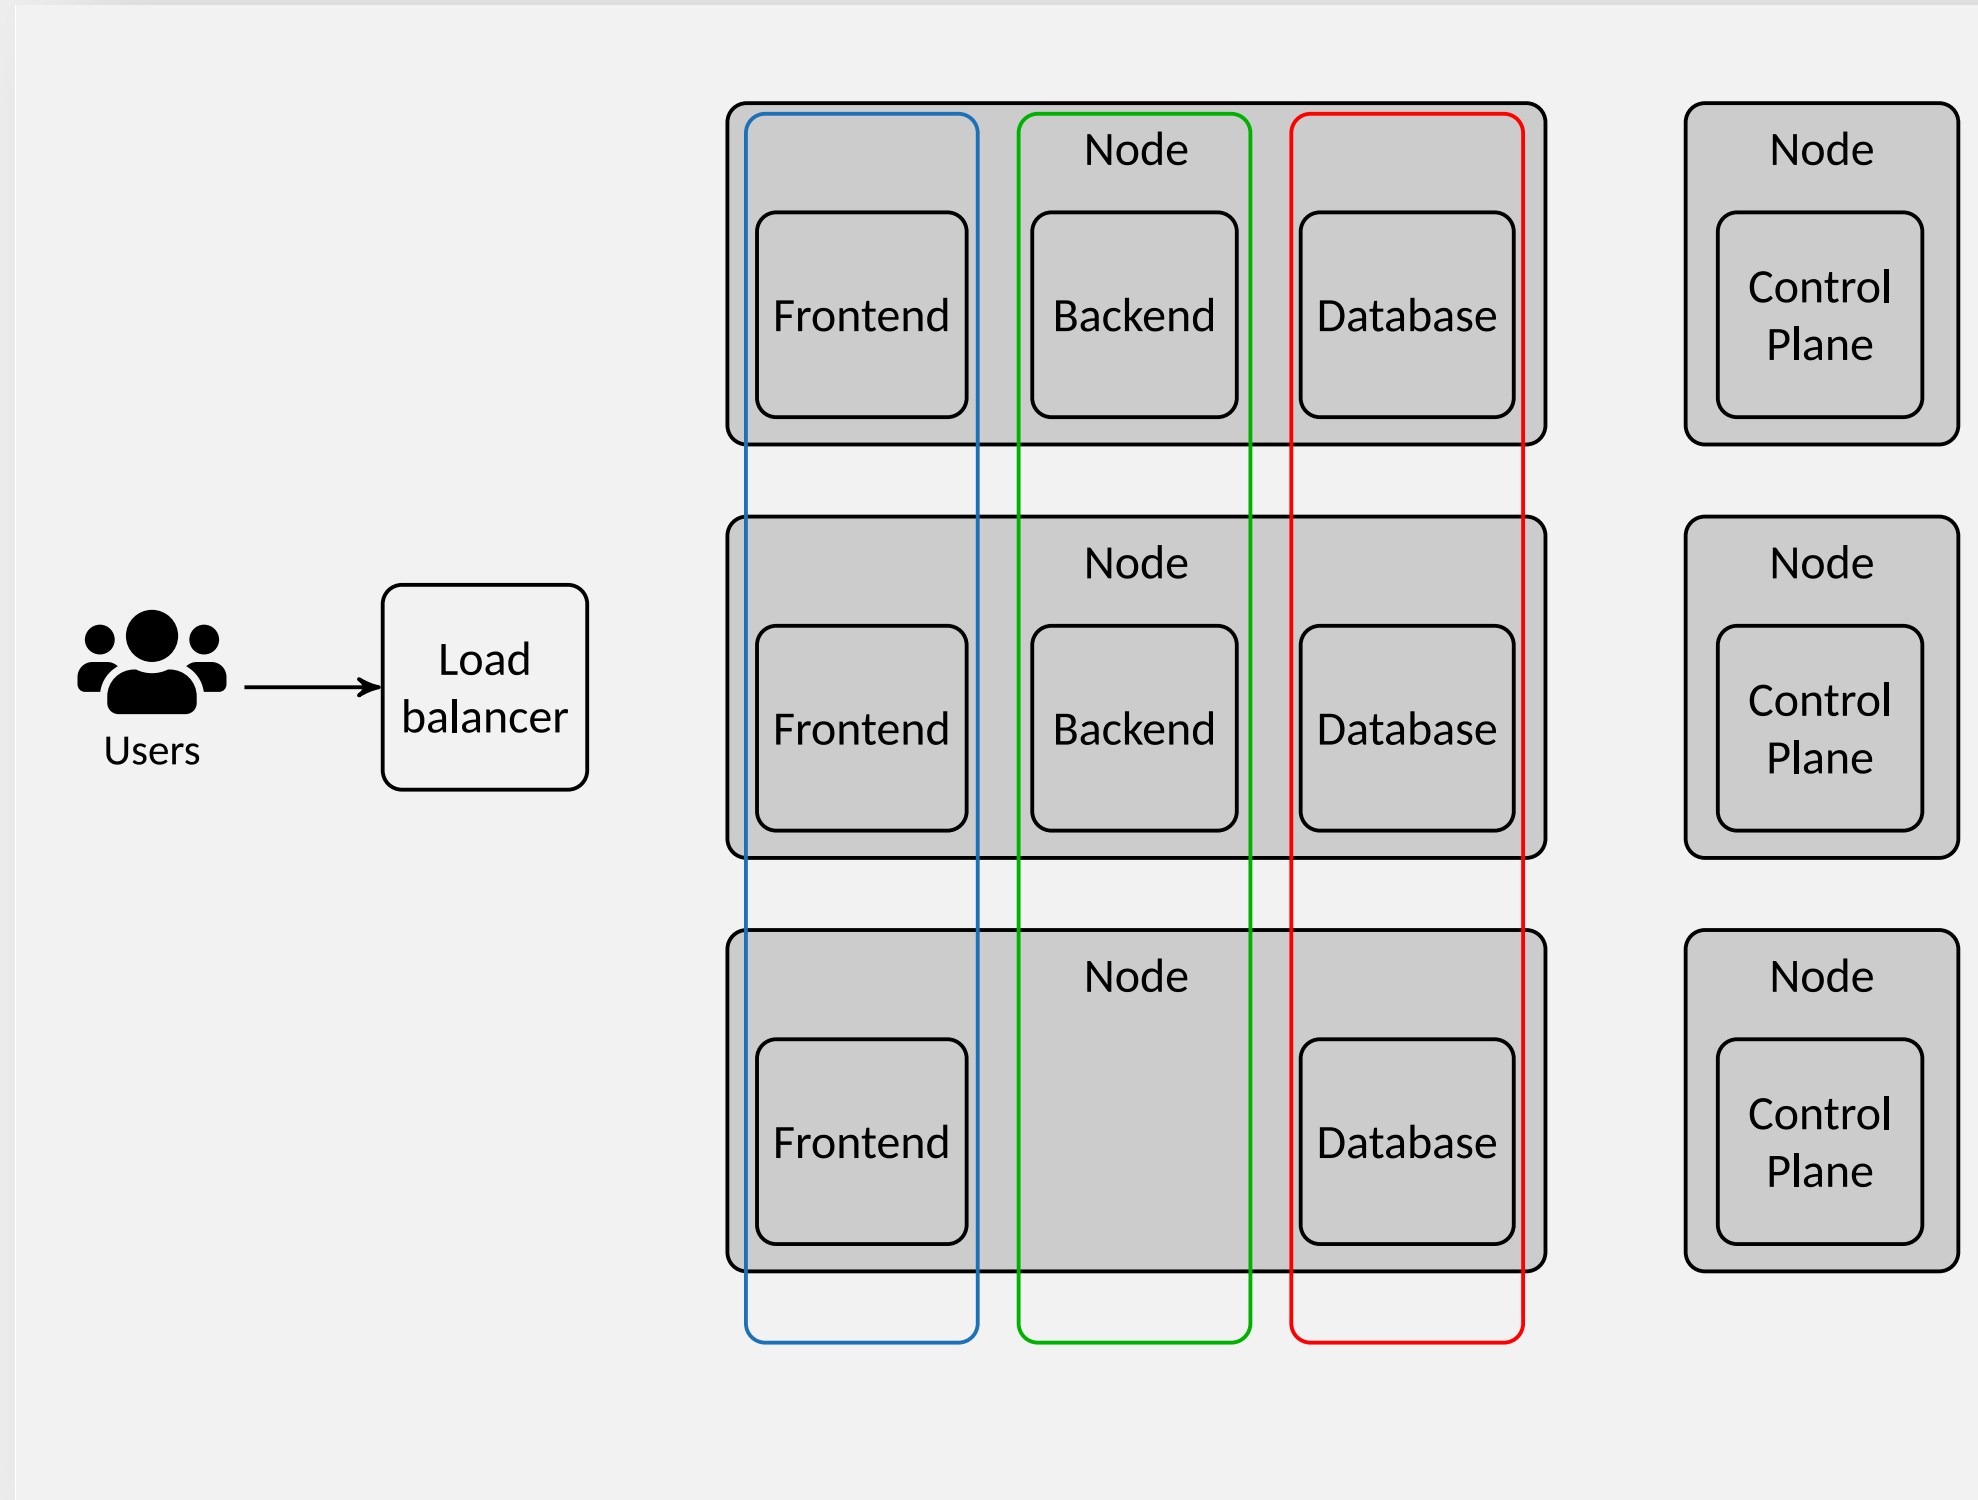 Node
Frontend
Backend
Database
Node
Control
Plane
Users
Load
balancer
Node
Frontend
Backend
Database
Node
Control
Plane
Node
Frontend
Database
Node
Control
Plane